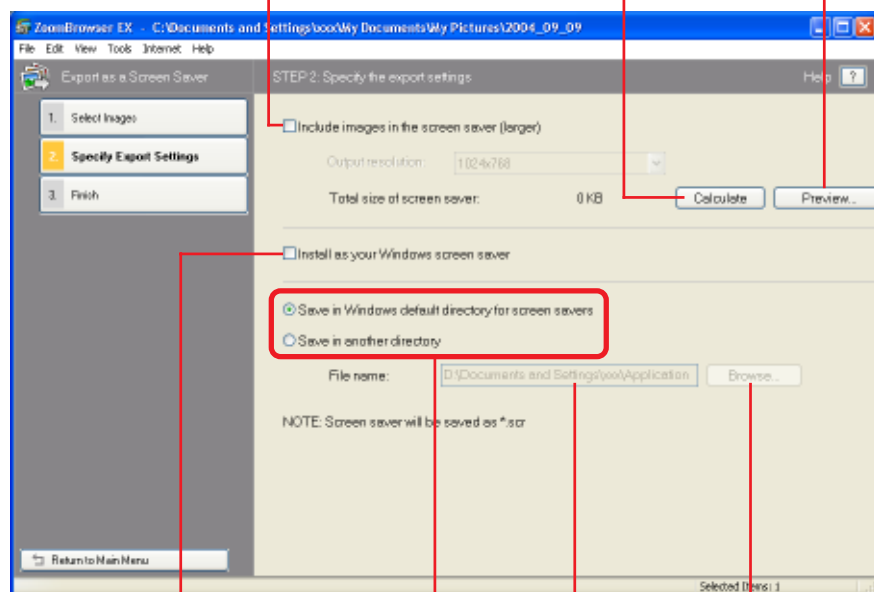 ZoomBrowser EX - C:\Documents and Settings\xxx\My Documents\My Pictures\2004_09_09
File Edit View Tools Internet Help
Export as a Screen Saver
STEP 2: Specify the export settings
Help ?
1. Select Images
2. Specify Export Settings
3. Finish
Include images in the screen saver (larger)
Output resolution: 1024x768
Total size of screen saver: 0 KB Calculate Preview...
Install as your Windows screen saver
Save in Windows default directory for screen savers
Save in another directory
File name: D:\Documents and Settings\xxx\Application Browse...
NOTE: Screen saver will be saved as *.scr
Return to Main Menu
Selected Items: 1